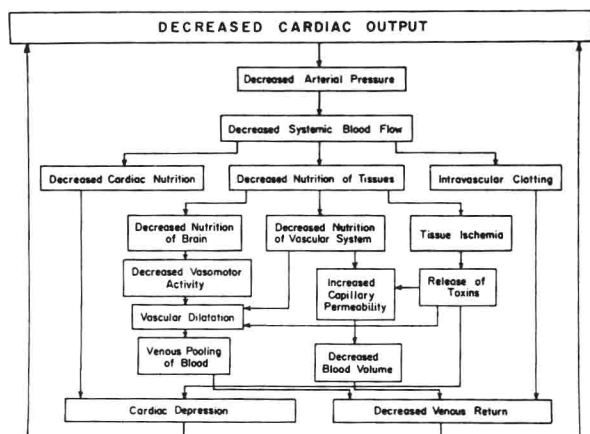 DECREASED CARDIAC OUTPUT
Decreased Arterial Pressure
Decreased Systemic Blood Flow
Decreased Cardiac Nutrition
Decreased Nutrition of Tissues
Intravascular Clotting
Decreased Nutrition
of Brain
Decreased Nutrition
of Vascular System
Tissue Ischemia
Decreased Vasomotor
Activity
Increased
Capillary
Permeability
Release of
Toxins
Vascular Dilatation
Venous Pooling
of Blood
Decreased
Blood Volume
Cardiac Depression
Decreased Venous Return